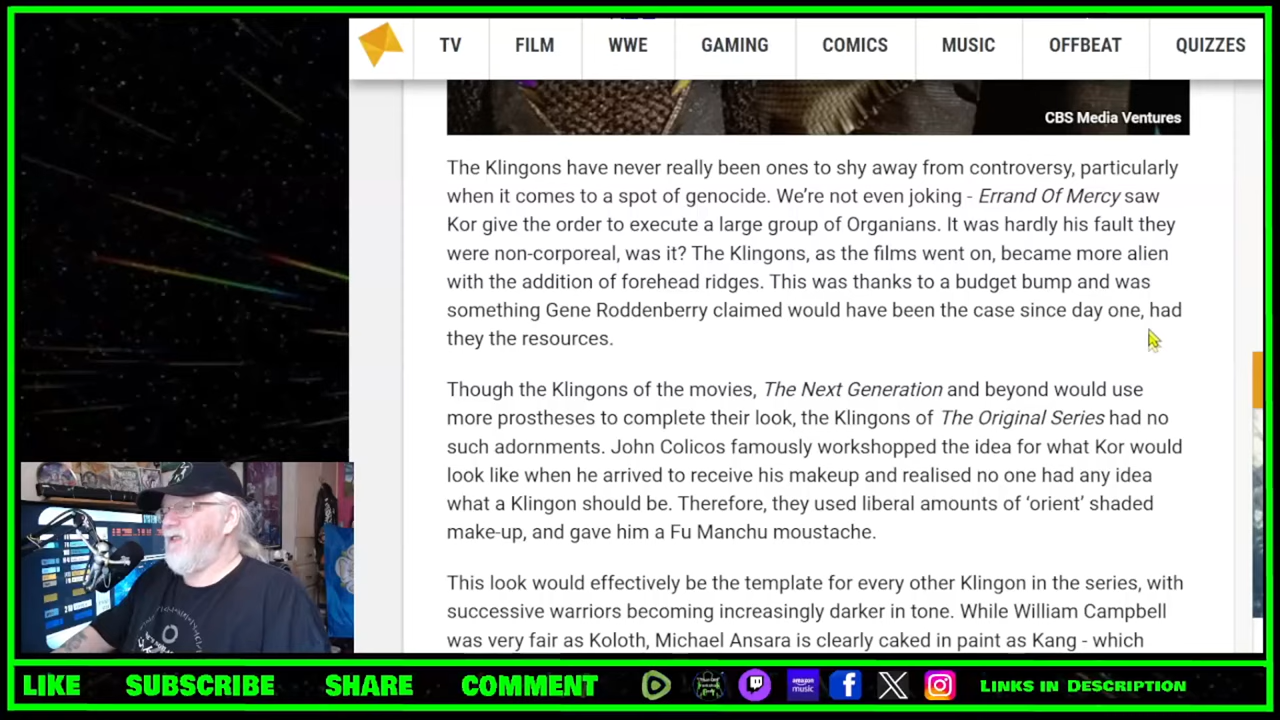 TV FILM WWE GAMING COMICS MUSIC OFFBEAT QUIZZES
CBS Media Ventures
The Klingons have never really been ones to shy away from controversy, particularly
when it comes to a spot of genocide. We’re not even joking - Errand Of Mercy saw
Kor give the order to execute a large group of Organians. It was hardly his fault they
were non-corporeal, was it? The Klingons, as the films went on, became more alien
with the addition of forehead ridges. This was thanks to a budget bump and was
something Gene Roddenberry claimed would have been the case since day one, had
they the resources.
Though the Klingons of the movies, The Next Generation and beyond would use
more prostheses to complete their look, the Klingons of The Original Series had no
such adornments. John Colicos famously workshopped the idea for what Kor would
look like when he arrived to receive his makeup and realised no one had any idea
what a Klingon should be. Therefore, they used liberal amounts of ‘orient’ shaded
make-up, and gave him a Fu Manchu moustache.
This look would effectively be the template for every other Klingon in the series, with
successive warriors becoming increasingly darker in tone. While William Campbell
was very fair as Koloth, Michael Ansara is clearly caked in paint as Kang - which
LIKE SUBSCRIBE SHARE COMMENT amazon music Links in Description